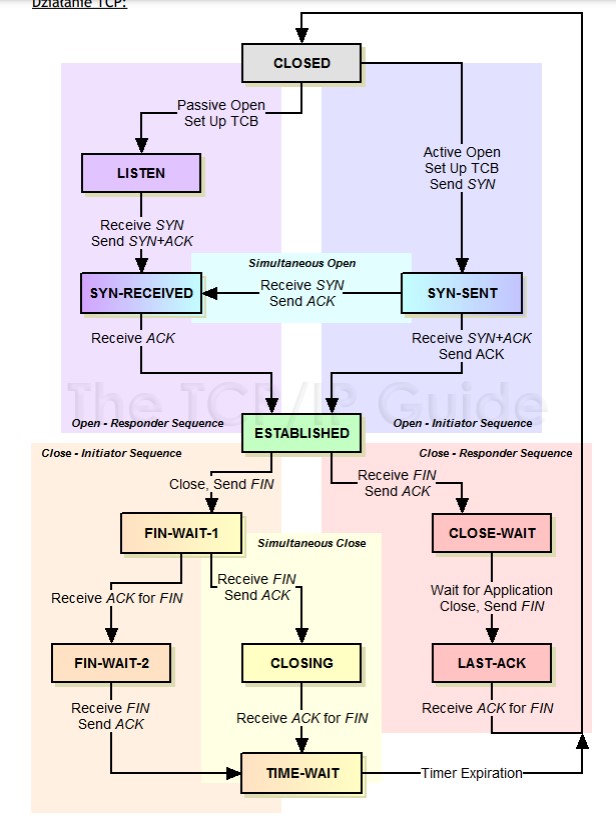 Działanie TCP:
CLOSED
Passive Open
Set Up TCB
Active Open
Set Up TCB
Send SYN
LISTEN
Receive SYN
Send SYN+ACK
Simultaneous Open
SYN-RECEIVED
Receive SYN
Send ACK
SYN-SENT
Receive ACK
Receive SYN+ACK
Send ACK
The TCP/IP Guide
Open - Responder Sequence
ESTABLISHED
Open - Initiator Sequence
Close - Initiator Sequence
Close - Responder Sequence
Close, Send FIN
Receive FIN
Send ACK
FIN-WAIT-1
Simultaneous Close
CLOSE-WAIT
Receive ACK for FIN
Receive FIN
Send ACK
Wait for Application
Close, Send FIN
FIN-WAIT-2
CLOSING
LAST-ACK
Receive FIN
Send ACK
Receive ACK for FIN
Receive ACK for FIN
TIME-WAIT
Timer Expiration